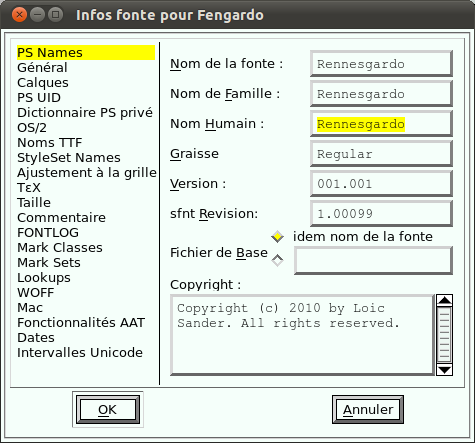 Infos fonte pour Fengardo
PS Names
Général
Calques
PS UID
Dictionnaire PS privé
OS/2
Noms TTF
StyleSet Names
Ajustement à la grille
TεX
Taille
Commentaire
FONTLOG
Mark Classes
Mark Sets
Lookups
WOFF
Mac
Fonctionnalités AAT
Dates
Intervalles Unicode
Nom de la fonte : Rennesgardo
Nom de Famille : Rennesgardo
Nom Humain : Rennesgardo
Graisse Regular
Version : 001.001
sfnt Revision: 1.00099
Fichier de Base
idem nom de la fonte
Copyright :
Copyright (c) 2010 by Loic
Sander. All rights reserved.
OK
Annuler